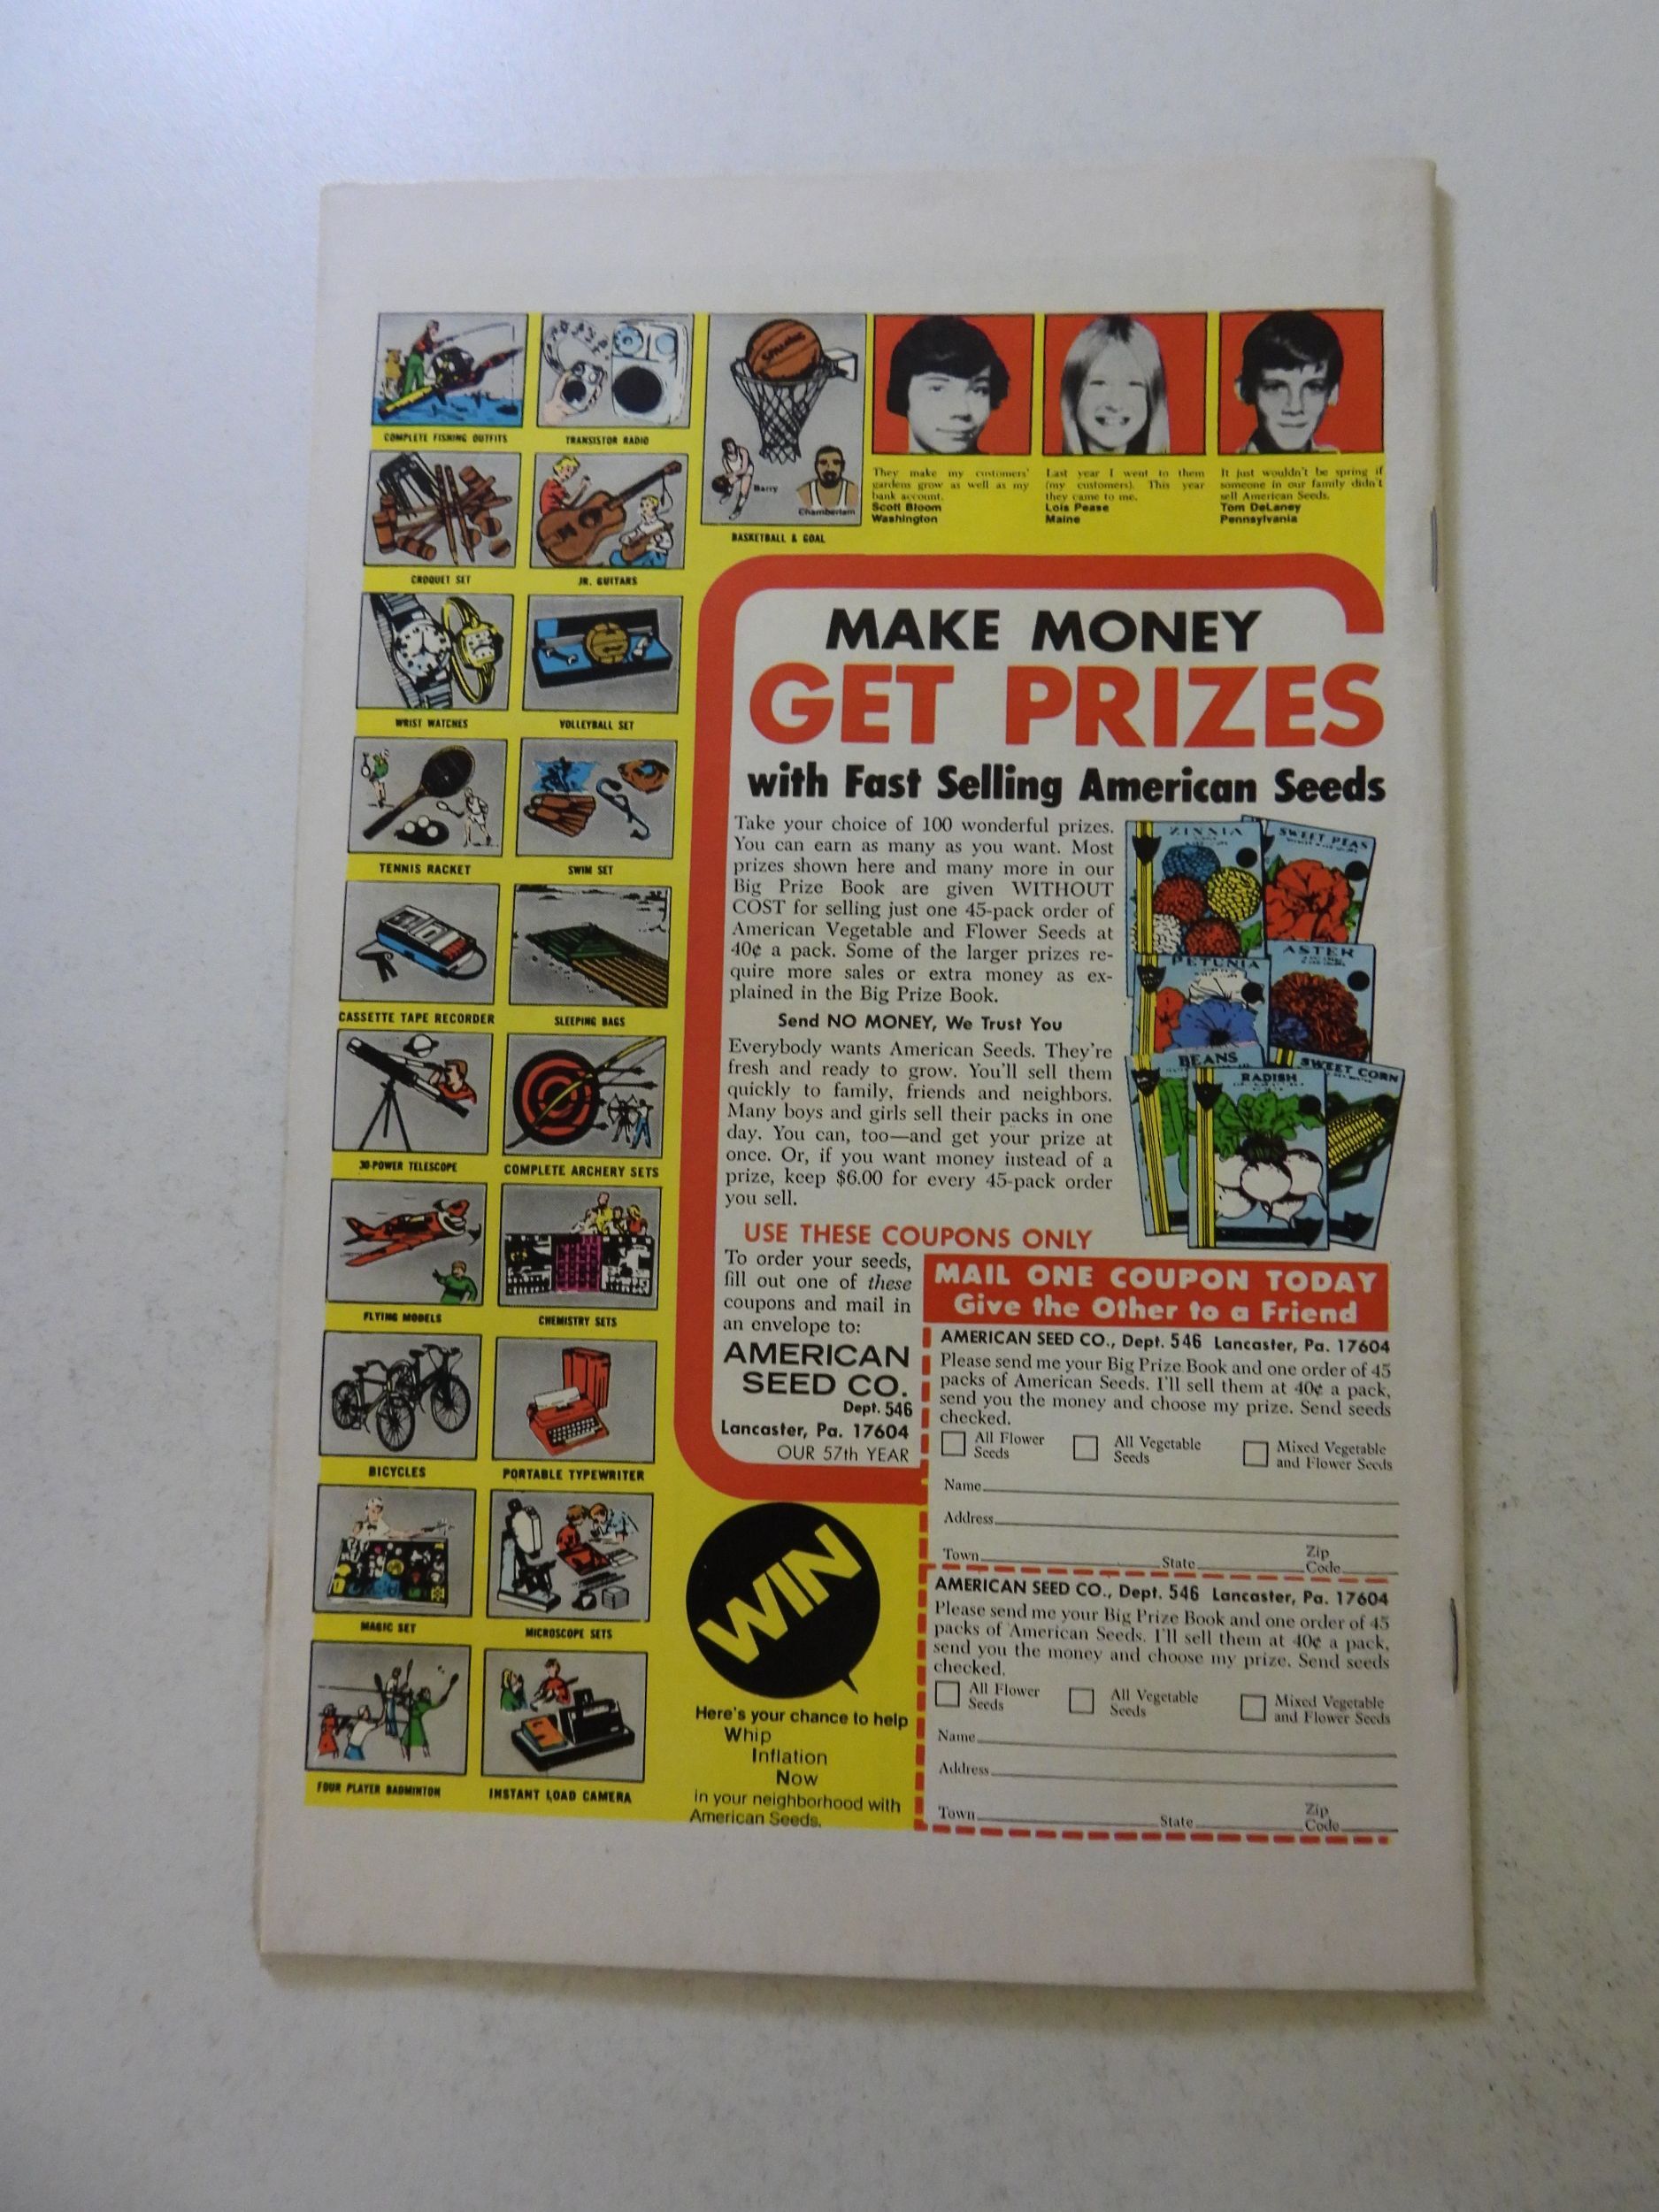 COMPLETE FISHING OUTFITS
TRANSISTOR RADIO
SPALDING
Barry
Chamberlain
BASKETBALL & GOAL
They make my customers'
gardens grow as well as my
bank account.
Scott Bloom
Washington
Last year I went to them
(my customers). This year
they came to me.
Lois Pease
Maine
It just wouldn't be spring if
someone in our family didn't
sell American Seeds.
Tom DeLaney
Pennsylvania
CROQUET SET
JR. GUITARS
WRIST WATCHES
VOLLEYBALL SET
TENNIS RACKET
SWIM SET
CASSETTE TAPE RECORDER
SLEEPING BAGS
30-POWER TELESCOPE
COMPLETE ARCHERY SETS
FLYING MODELS
CHEMISTRY SETS
BICYCLES
PORTABLE TYPEWRITER
MAGIC SET
MICROSCOPE SETS
FOUR PLAYER BADMINTON
INSTANT LOAD CAMERA
MAKE MONEY
GET PRIZES
with Fast Selling American Seeds
Take your choice of 100 wonderful prizes.
You can earn as many as you want. Most
prizes shown here and many more in our
Big Prize Book are given WITHOUT
COST for selling just one 45-pack order of
American Vegetable and Flower Seeds at
40¢ a pack. Some of the larger prizes re-
quire more sales or extra money as ex-
plained in the Big Prize Book.
Send NO MONEY, We Trust You
Everybody wants American Seeds. They're
fresh and ready to grow. You'll sell them
quickly to family, friends and neighbors.
Many boys and girls sell their packs in one
day. You can, too—and get your prize at
once. Or, if you want money instead of a
prize, keep $6.00 for every 45-pack order
you sell.
ZINNIA
SWEET PEAS
PETUNIA
ASTER
BEANS
RADISH
SWEET CORN
USE THESE COUPONS ONLY
To order your seeds,
fill out one of these
coupons and mail in
an envelope to:
AMERICAN
SEED CO.
Dept. 546
Lancaster, Pa. 17604
OUR 57th YEAR
MAIL ONE COUPON TODAY
Give the Other to a Friend
AMERICAN SEED CO., Dept. 546 Lancaster, Pa. 17604
Please send me your Big Prize Book and one order of 45
packs of American Seeds. I'll sell them at 40¢ a pack,
send you the money and choose my prize. Send seeds
checked.
All Flower Seeds
All Vegetable Seeds
Mixed Vegetable and Flower Seeds
Name
Address
Town State Zip Code
AMERICAN SEED CO., Dept. 546 Lancaster, Pa. 17604
Please send me your Big Prize Book and one order of 45
packs of American Seeds. I'll sell them at 40¢ a pack,
send you the money and choose my prize. Send seeds
checked.
All Flower Seeds
All Vegetable Seeds
Mixed Vegetable and Flower Seeds
Name
Address
Town State Zip Code
WIN
Here's your chance to help
Whip
Inflation
Now
in your neighborhood with
American Seeds.